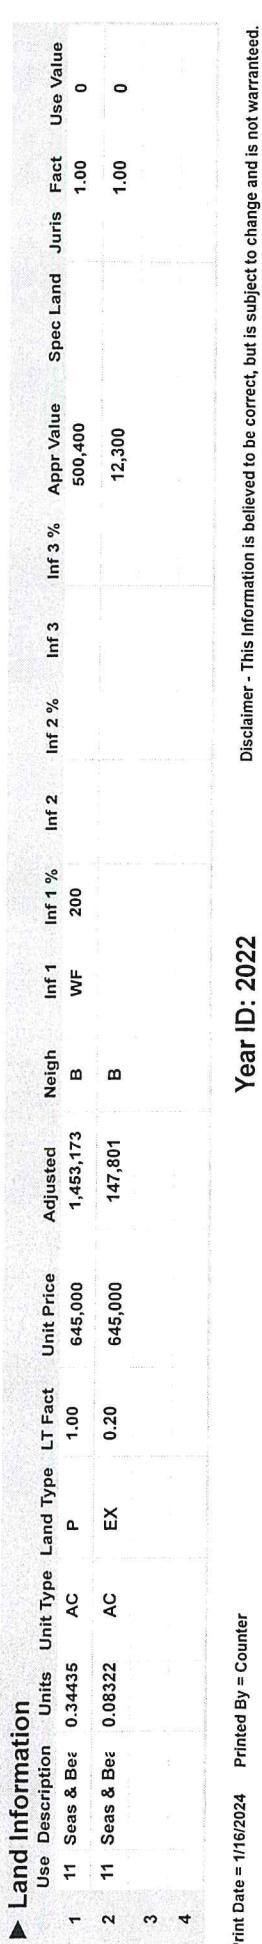 ▶ Land Information
Use Description Units Unit Type Land Type LT Fact Unit Price Adjusted Neigh Inf 1 Inf 1 % Inf 2 Inf 2 % Inf 3 Inf 3 % Appr Value Spec Land Juris Fact Use Value
1 11 Seas & Bea 0.34435 AC P 1.00 645,000 1,453,173 B WF 200 500,400 1.00 0
2 11 Seas & Bea 0.08322 AC EX 0.20 645,000 147,801 B 12,300 1.00 0
3
4
rint Date = 1/16/2024 Printed By = Counter Year ID: 2022 Disclaimer - This Information is believed to be correct, but is subject to change and is not warranteed.